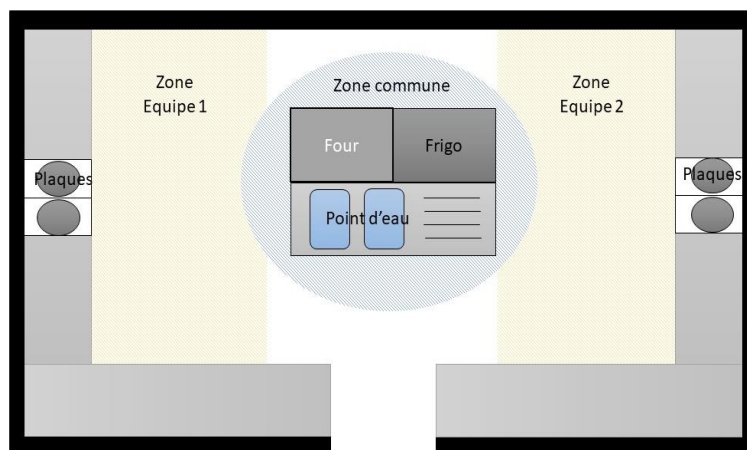 Zone
Equipe 1
Zone commune
Zone
Equipe 2
Four
Frigo
Plaques
Plaques
Point d'eau